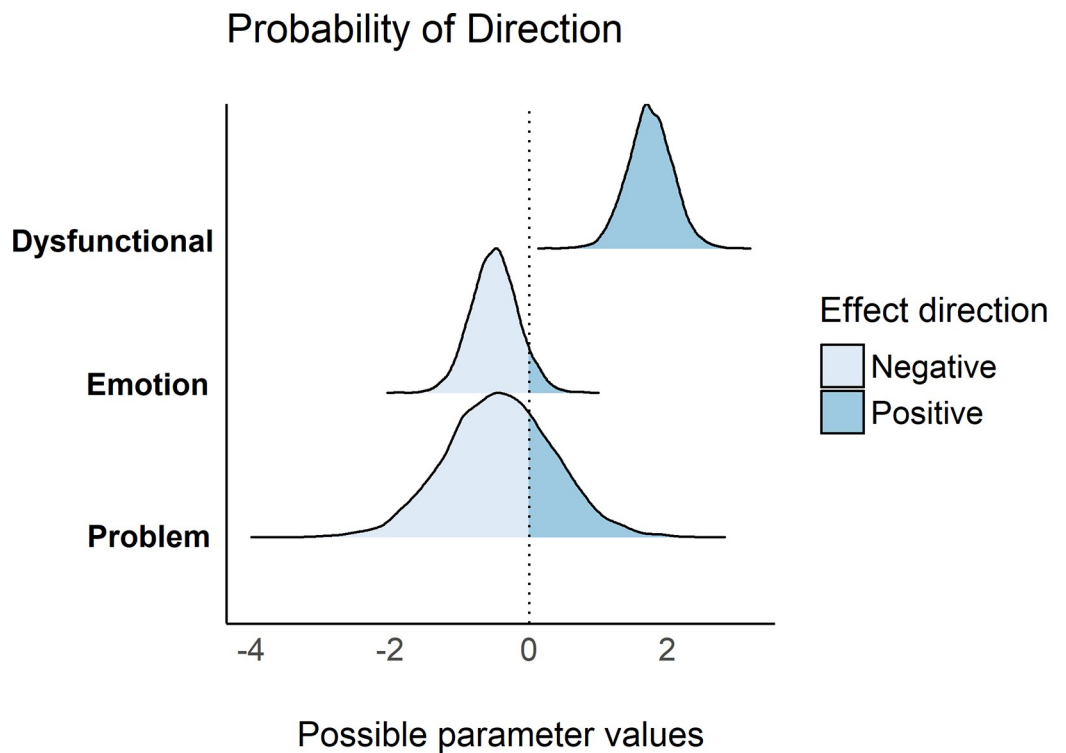 Probability of Direction
Dysfunctional
Emotion
Problem
-4 -2 0 2
Possible parameter values
Effect direction
Negative
Positive